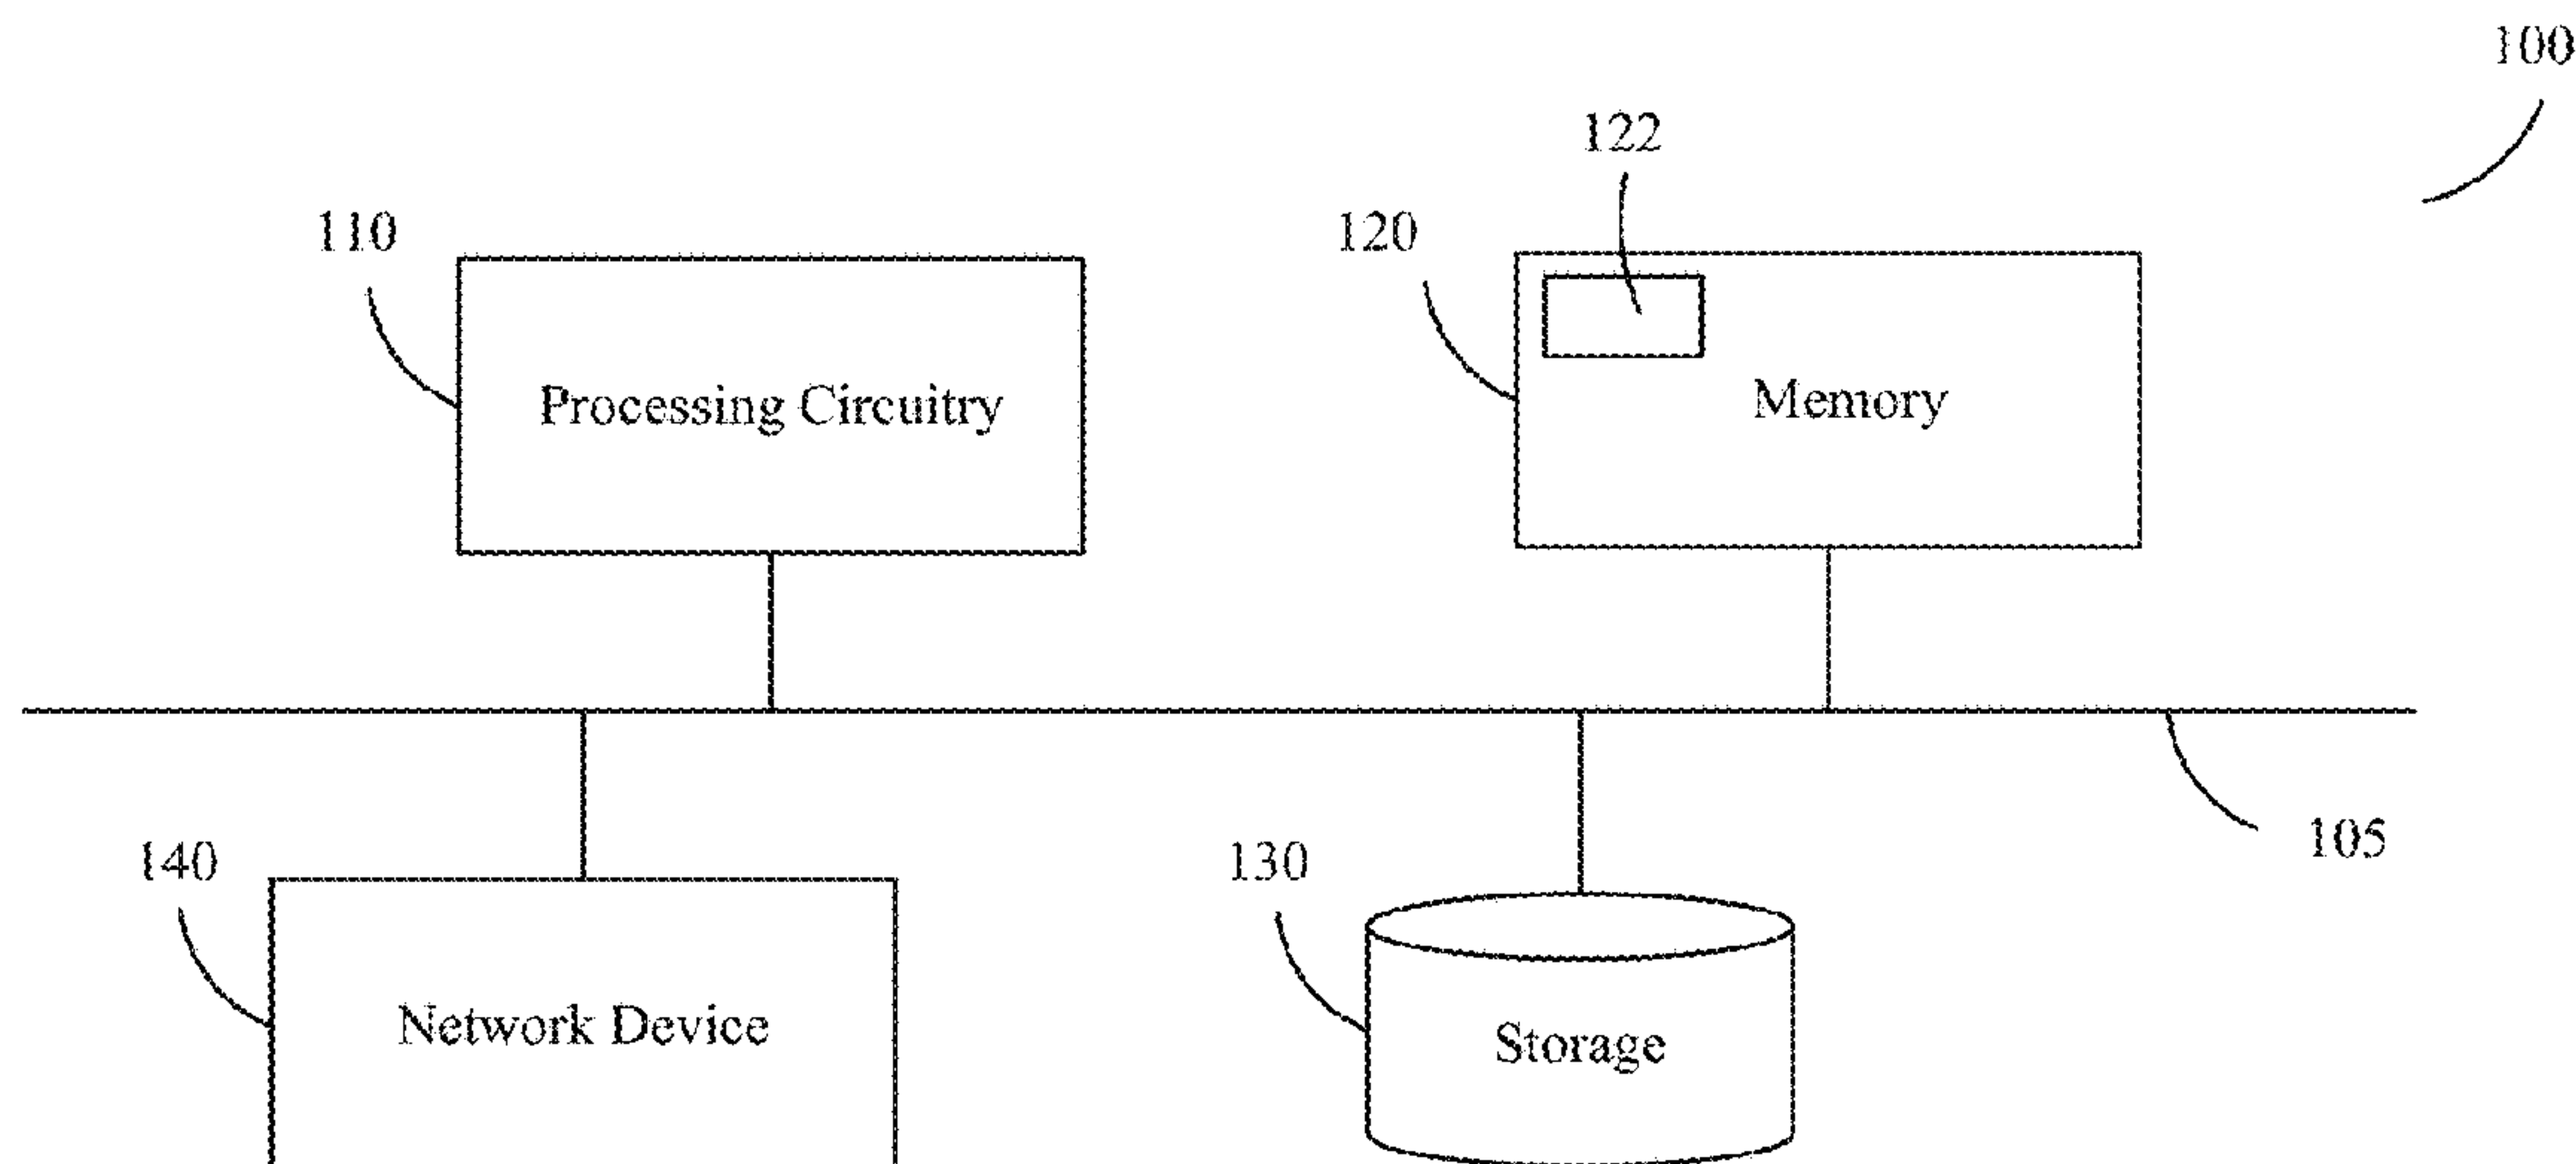 100
122
110
120
Processing Circuitry
Memory
105
140
130
Network Device
Storage